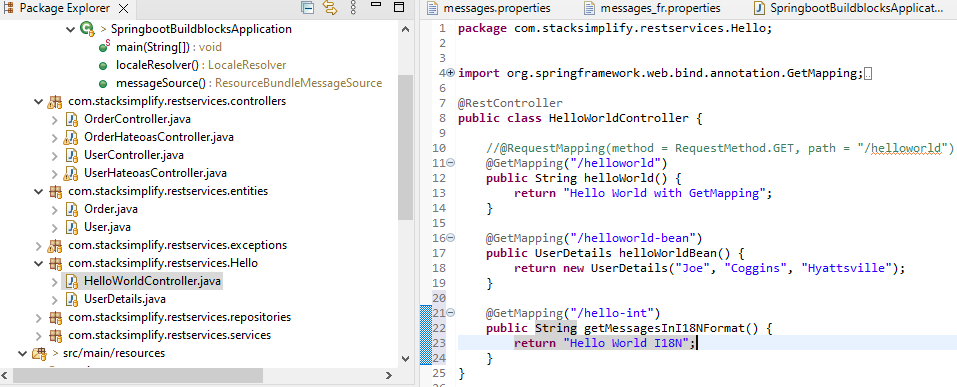 Package Explorer
> SpringbootBuildblocksApplication
main(String[]) : void
localeResolver() : LocaleResolver
messageSource() : ResourceBundleMessageSource
com.stacksimplify.restservices.controllers
OrderController.java
OrderHateoasController.java
UserController.java
UserHateoasController.java
com.stacksimplify.restservices.entities
Order.java
User.java
com.stacksimplify.restservices.exceptions
com.stacksimplify.restservices.Hello
HelloWorldController.java
UserDetails.java
com.stacksimplify.restservices.repositories
com.stacksimplify.restservices.services
> src/main/resources
messages.properties messages_fr.properties SpringbootBuildblocksApplicat...
1 package com.stacksimplify.restservices.Hello;
2
4 import org.springframework.web.bind.annotation.GetMapping;
6
7 @RestController
8 public class HelloWorldController {
9
10 //@RequestMapping(method = RequestMethod.GET, path = "/helloworld")
11 @GetMapping("/helloworld")
12 public String helloWorld() {
13 return "Hello World with GetMapping";
14 }
15
16 @GetMapping("/helloworld-bean")
17 public UserDetails helloWorldBean() {
18 return new UserDetails("Joe", "Coggins", "Hyattsville");
19 }
20
21 @GetMapping("/hello-int")
22 public String getMessagesInI18NFormat() {
23 return "Hello World I18N";
24 }
25 }
26